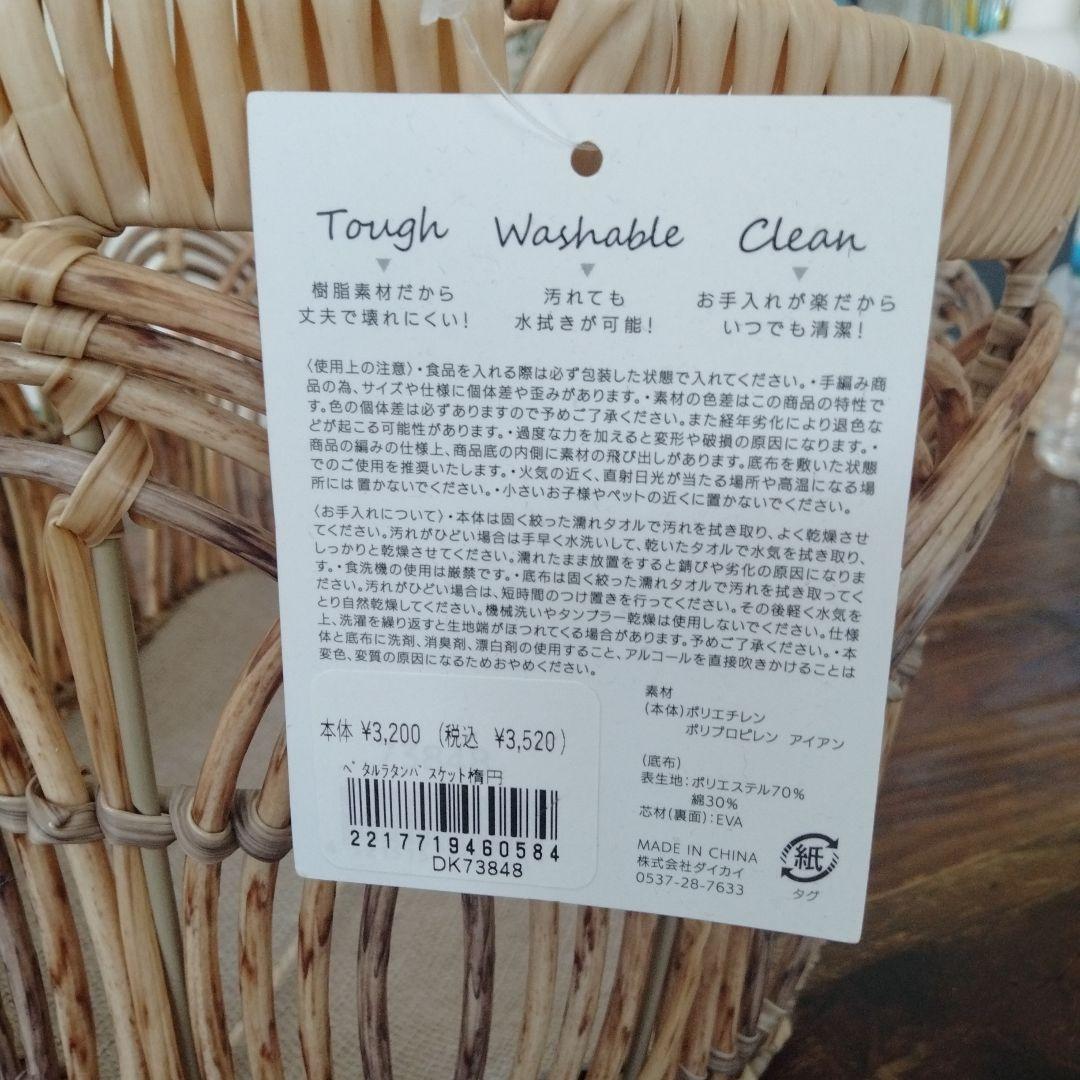 Tough
Washable
Clean
樹脂素材だから
丈夫で壊れにくい!
汚れても
水拭きが可能!
お手入れが楽だから
いつでも清潔!
〈使用上の注意〉・食品を入れる際は必ず包装した状態で入れてください。・手編み商
品の為、サイズや仕様に個体差や歪みがあります。・素材の色差はこの商品の特性で
す。色の個体差は必ずありますので予めご了承ください。また経年劣化により退色な
どが起こる可能性があります。・過度な力を加えると変形や破損の原因になります。・
商品の編みの仕様上、商品底の内側に素材の飛び出しがあります。底布を敷いた状態
でのご使用を推奨いたします。・火気の近く、直射日光が当たる場所や高温になる場
所には置かないでください。・小さいお子様やペットの近くに置かないでください。
〈お手入れについて〉・本体は固く絞った濡れタオルで汚れを拭き取り、よく乾燥させ
てください。汚れがひどい場合は手早く水洗いして、乾いたタオルで水気を拭き取り、
しっかりと乾燥させてください。濡れたまま放置をすると錆びや劣化の原因になりま
す。・食洗機の使用は厳禁です。・底布は固く絞った濡れタオルで汚れを拭き取ってく
ださい。汚れがひどい場合は、短時間のつけ置きを行ってください。その後軽く水気を
とり自然乾燥してください。機械洗いやタンブラー乾燥は使用しないでください。仕様
上、洗濯を繰り返すと生地端がほつれてくる場合があります。予めご了承ください。・本
体と底布に洗剤、消臭剤、漂白剤の使用すること、アルコールを直接吹きかけることは
変色、変質の原因になるためおやめください。
本体 ¥3,200 (税込 ¥3,520)
ペタルラタンバスケット楕円
2217719460584
DK73848
素材
(本体)ポリエチレン
ポリプロピレン アイアン
(底布)
表生地:ポリエステル70%
綿30%
芯材(裏面):EVA
MADE IN CHINA
株式会社ダイカイ
0537-28-7633
紙
タグ